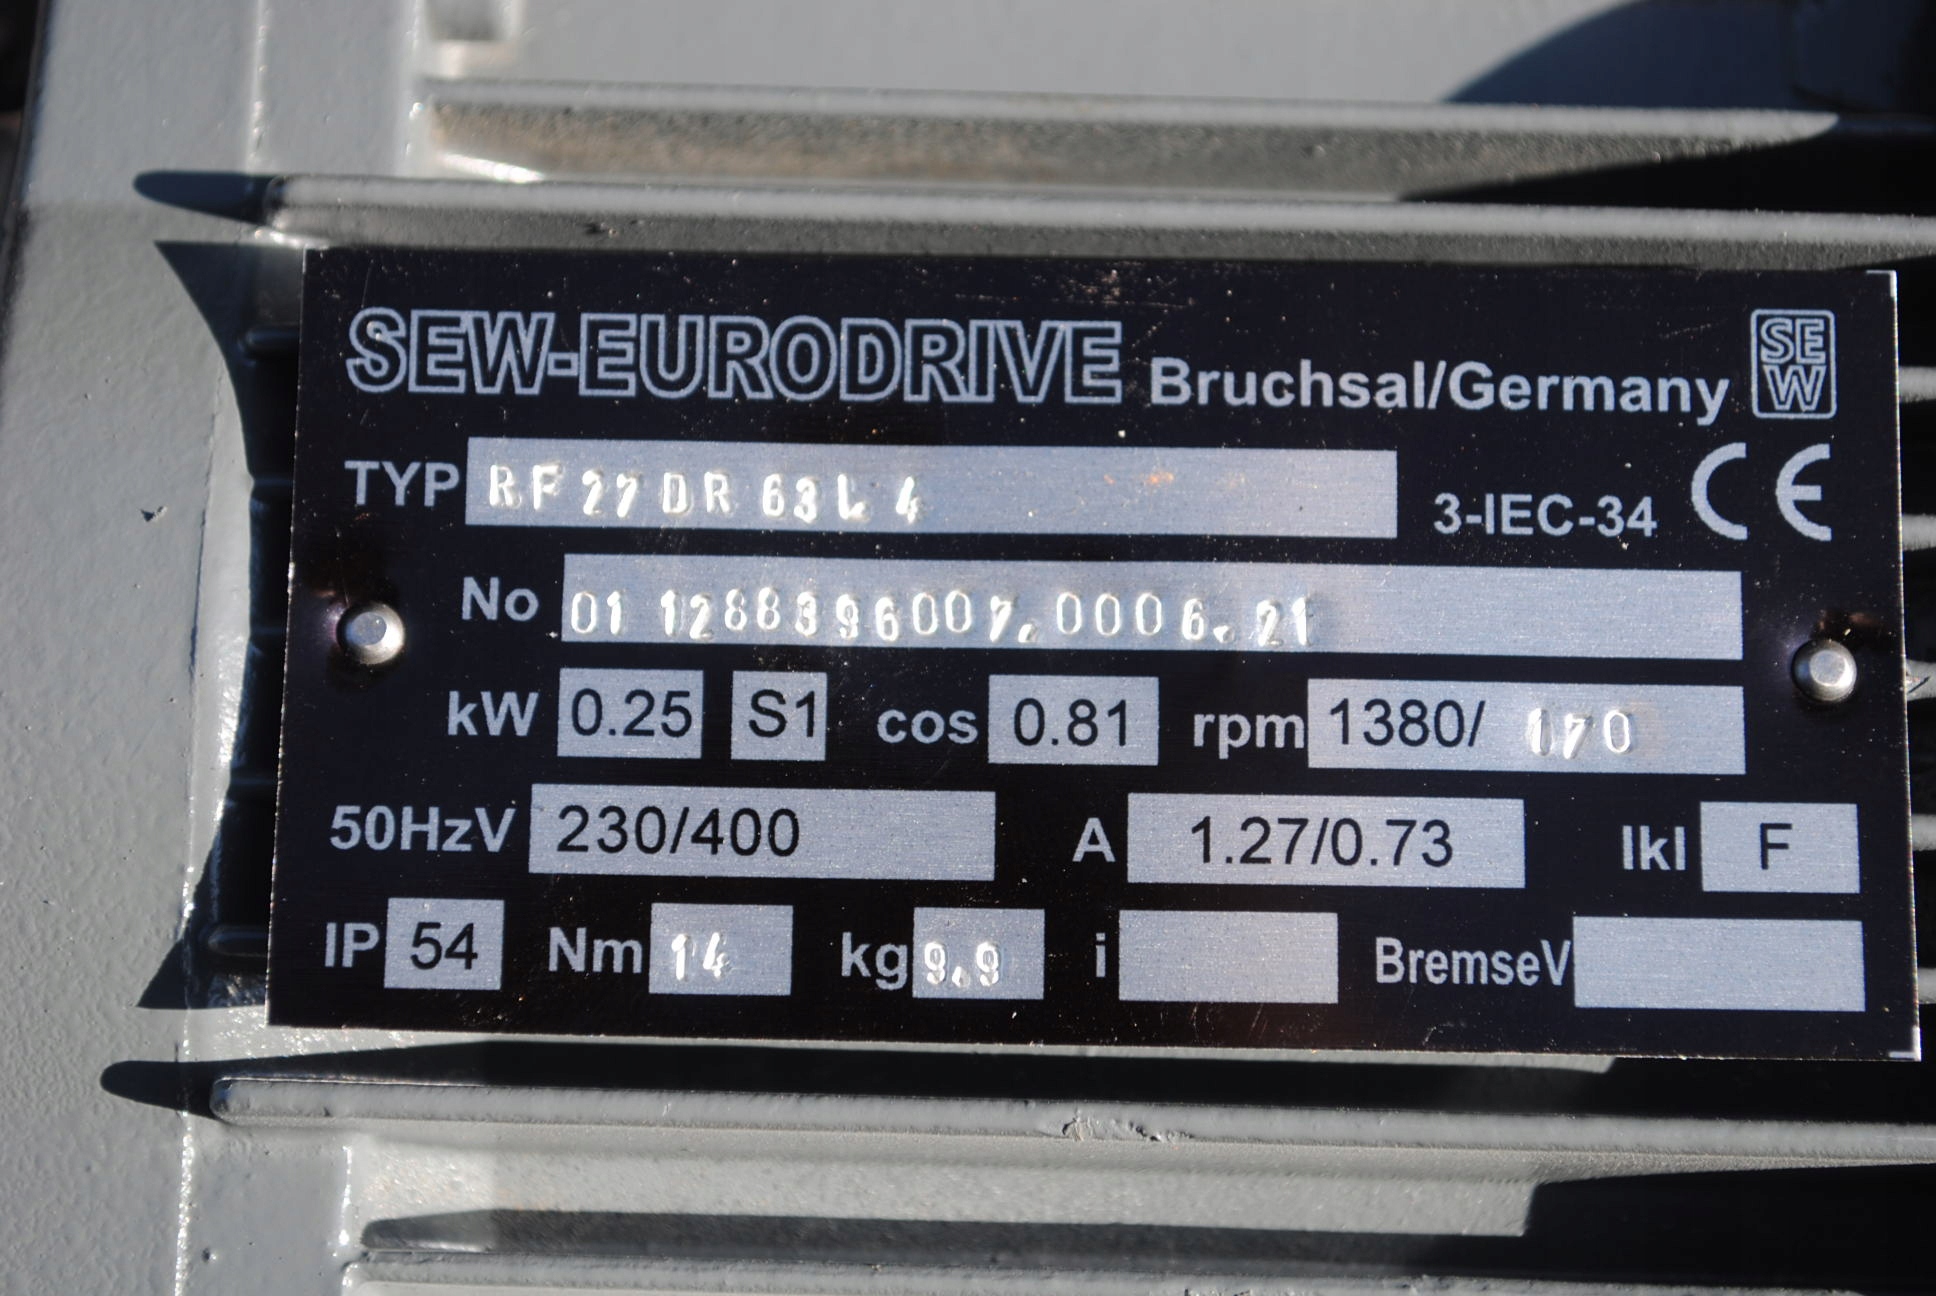 SEW-EURODRIVE Bruchsal/Germany SEW
TYP RF 27 DR 63L 4 3-IEC-34 CE
No 01 1288396007.0006.21
kW 0.25 S1 cos 0.81 rpm 1380/ 170
50HzV 230/400 A 1.27/0.73 Ikl F
IP 54 Nm 14 kg 9.9 i BremseV